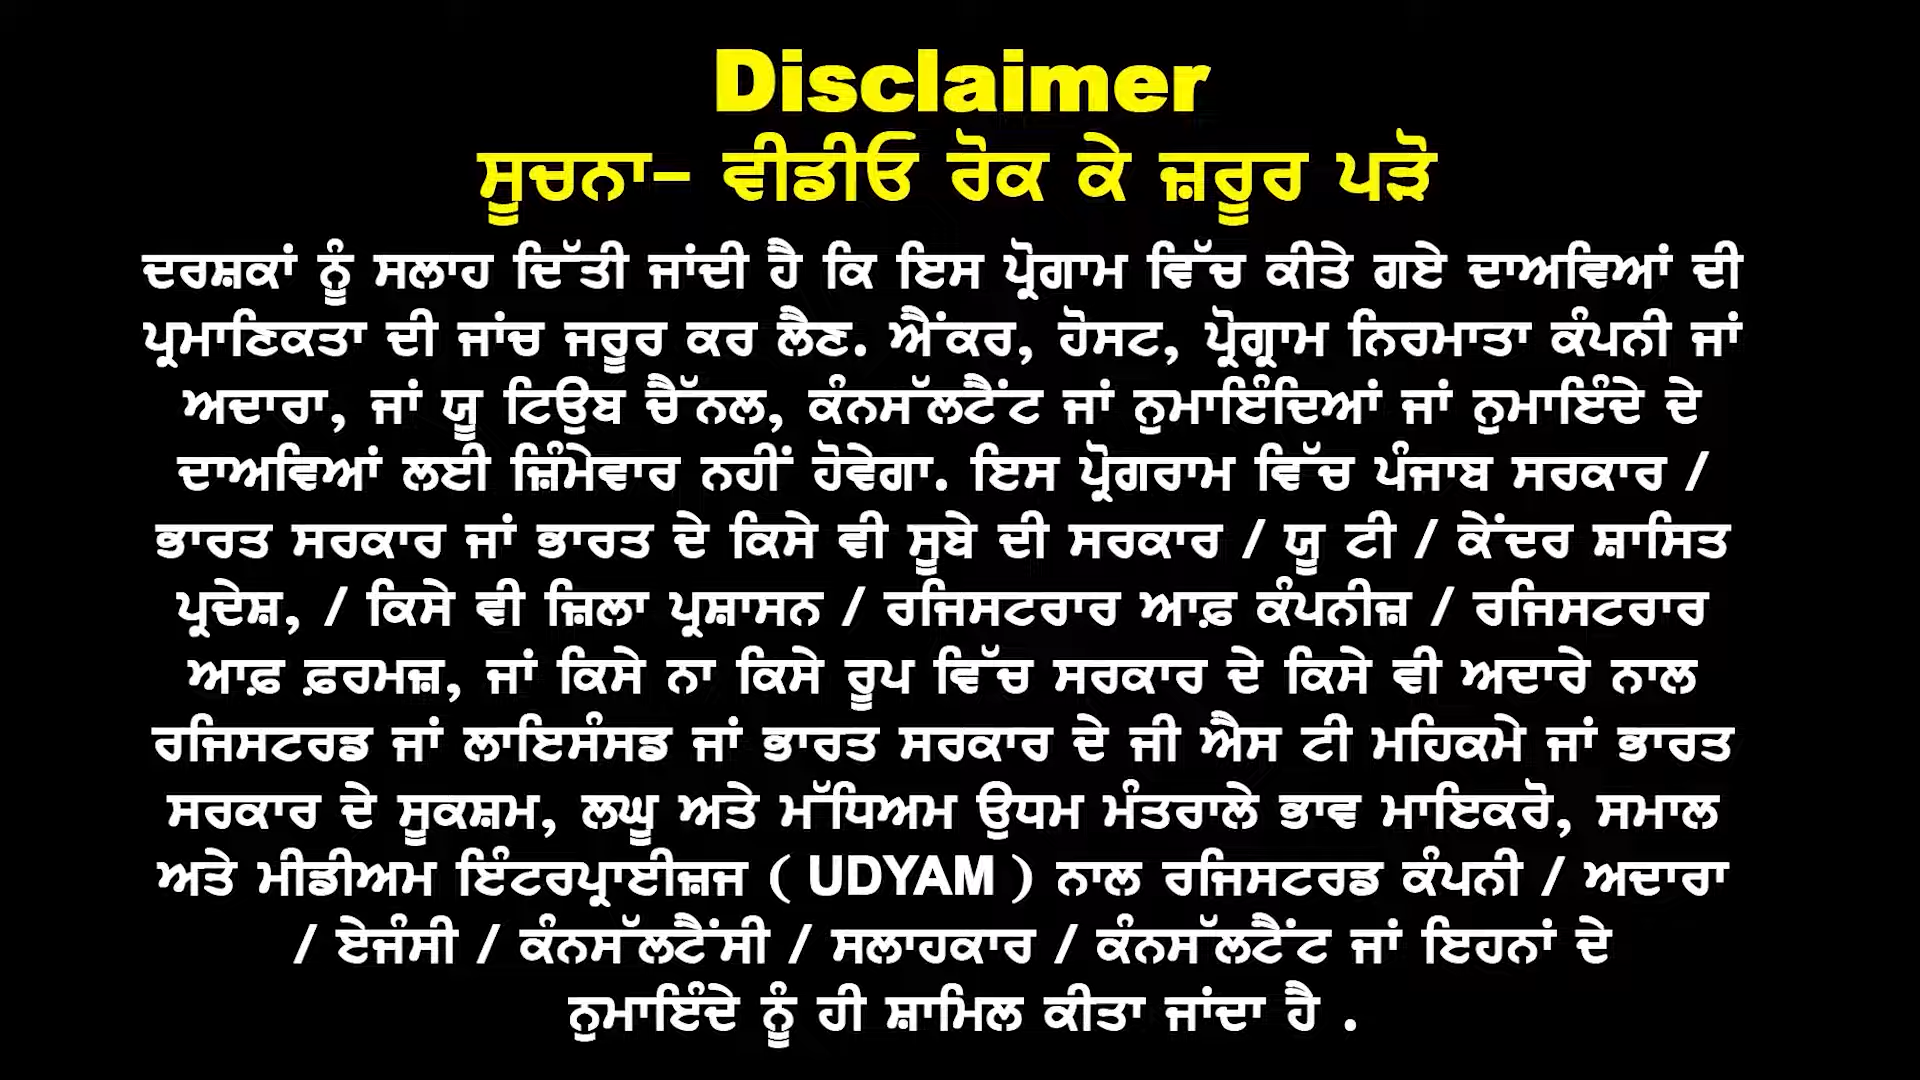 Disclaimer
ਸੂਚਨਾ- ਵੀਡੀਓ ਰੋਕ ਕੇ ਜ਼ਰੂਰ ਪੜੋ
ਦਰਸ਼ਕਾਂ ਨੂੰ ਸਲਾਹ ਦਿੱਤੀ ਜਾਂਦੀ ਹੈ ਕਿ ਇਸ ਪ੍ਰੋਗਾਮ ਵਿੱਚ ਕੀਤੇ ਗਏ ਦਾਅਵਿਆਂ ਦੀ
ਪ੍ਰਮਾਣਿਕਤਾ ਦੀ ਜਾਂਚ ਜਰੂਰ ਕਰ ਲੈਣ. ਐਂਕਰ, ਹੋਸਟ, ਪ੍ਰੋਗ੍ਰਾਮ ਨਿਰਮਾਤਾ ਕੰਪਨੀ ਜਾਂ
ਅਦਾਰਾ, ਜਾਂ ਯੂ ਟਿਊਬ ਚੈੱਨਲ, ਕੰਨਸੱਲਟੈਂਟ ਜਾਂ ਨੁਮਾਇੰਦਿਆਂ ਜਾਂ ਨੁਮਾਇੰਦੇ ਦੇ
ਦਾਅਵਿਆਂ ਲਈ ਜ਼ਿੰਮੇਵਾਰ ਨਹੀਂ ਹੋਵੇਗਾ. ਇਸ ਪ੍ਰੋਗਰਾਮ ਵਿੱਚ ਪੰਜਾਬ ਸਰਕਾਰ /
ਭਾਰਤ ਸਰਕਾਰ ਜਾਂ ਭਾਰਤ ਦੇ ਕਿਸੇ ਵੀ ਸੂਬੇ ਦੀ ਸਰਕਾਰ / ਯੂ ਟੀ / ਕੇਂਦਰ ਸ਼ਾਸਿਤ
ਪ੍ਰਦੇਸ਼, / ਕਿਸੇ ਵੀ ਜ਼ਿਲਾ ਪ੍ਰਸ਼ਾਸਨ / ਰਜਿਸਟਰਾਰ ਆਫ਼ ਕੰਪਨੀਜ਼ / ਰਜਿਸਟਰਾਰ
ਆਫ਼ ਫ਼ਰਮਜ਼, ਜਾਂ ਕਿਸੇ ਨਾ ਕਿਸੇ ਰੂਪ ਵਿੱਚ ਸਰਕਾਰ ਦੇ ਕਿਸੇ ਵੀ ਅਦਾਰੇ ਨਾਲ
ਰਜਿਸਟਰਡ ਜਾਂ ਲਾਇਸੰਸਡ ਜਾਂ ਭਾਰਤ ਸਰਕਾਰ ਦੇ ਜੀ ਐਸ ਟੀ ਮਹਿਕਮੇ ਜਾਂ ਭਾਰਤ
ਸਰਕਾਰ ਦੇ ਸੂਕਸ਼ਮ, ਲਘੂ ਅਤੇ ਮੱਧਿਅਮ ਉਧਮ ਮੰਤਰਾਲੇ ਭਾਵ ਮਾਇਕਰੋ, ਸਮਾਲ
ਅਤੇ ਮੀਡੀਅਮ ਇੰਟਰਪ੍ਰਾਈਜ਼ਜ ( UDYAM ) ਨਾਲ ਰਜਿਸਟਰਡ ਕੰਪਨੀ / ਅਦਾਰਾ
/ ਏਜੰਸੀ / ਕੰਨਸੱਲਟੈਂਸੀ / ਸਲਾਹਕਾਰ / ਕੰਨਸੱਲਟੈਂਟ ਜਾਂ ਇਹਨਾਂ ਦੇ
ਨੁਮਾਇੰਦੇ ਨੂੰ ਹੀ ਸ਼ਾਮਿਲ ਕੀਤਾ ਜਾਂਦਾ ਹੈ .